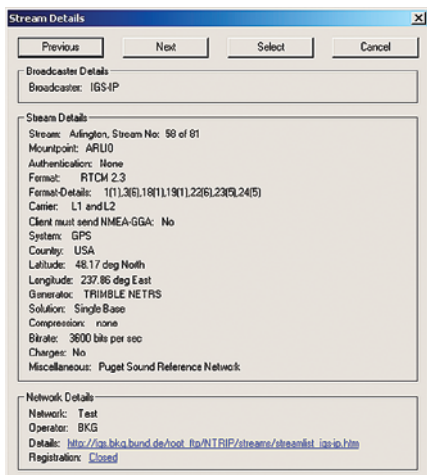 Stream Details
Previous Next Select Cancel
Broadcaster Details
Broadcaster: IGS-IP
Stream Details
Stream: Arlington, Stream No: 58 of 81
Mountpoint: ARLI0
Authentication: None
Format: RTCM 2.3
Format-Details: 1(1),3(6),18(1),19(1),22(6),23(5),24(5)
Carrier: L1 and L2
Client must send NMEA-GGA: No
System: GPS
Country: USA
Latitude: 48.17 deg North
Longitude: 237.86 deg East
Generator: TRIMBLE NETRS
Solution: Single Base
Compression: none
Bitrate: 3600 bits per sec
Charges: No
Miscellaneous: Puget Sound Reference Network
Network Details
Network: Test
Operator: BKG
Details: http://igs.bkg.bund.de/root_ftp/NTRIP/streams/streamlist_igs-ip.htm
Registration: Closed